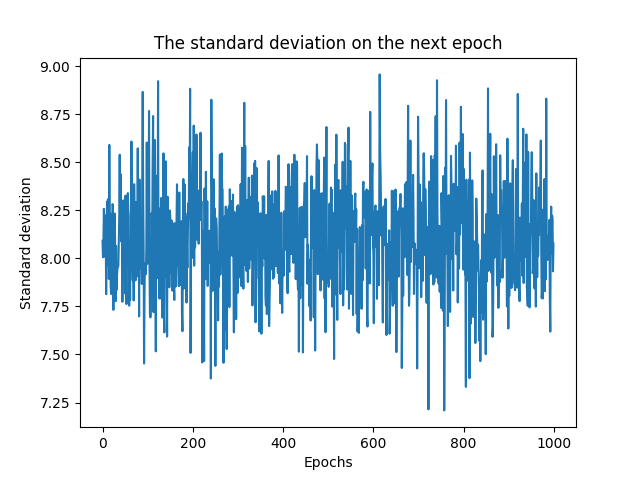 The standard deviation on the next epoch
9.00
8.75
8.50
8.25
8.00
7.75
7.50
7.25
Standard deviation
0 200 400 600 800 1000
Epochs